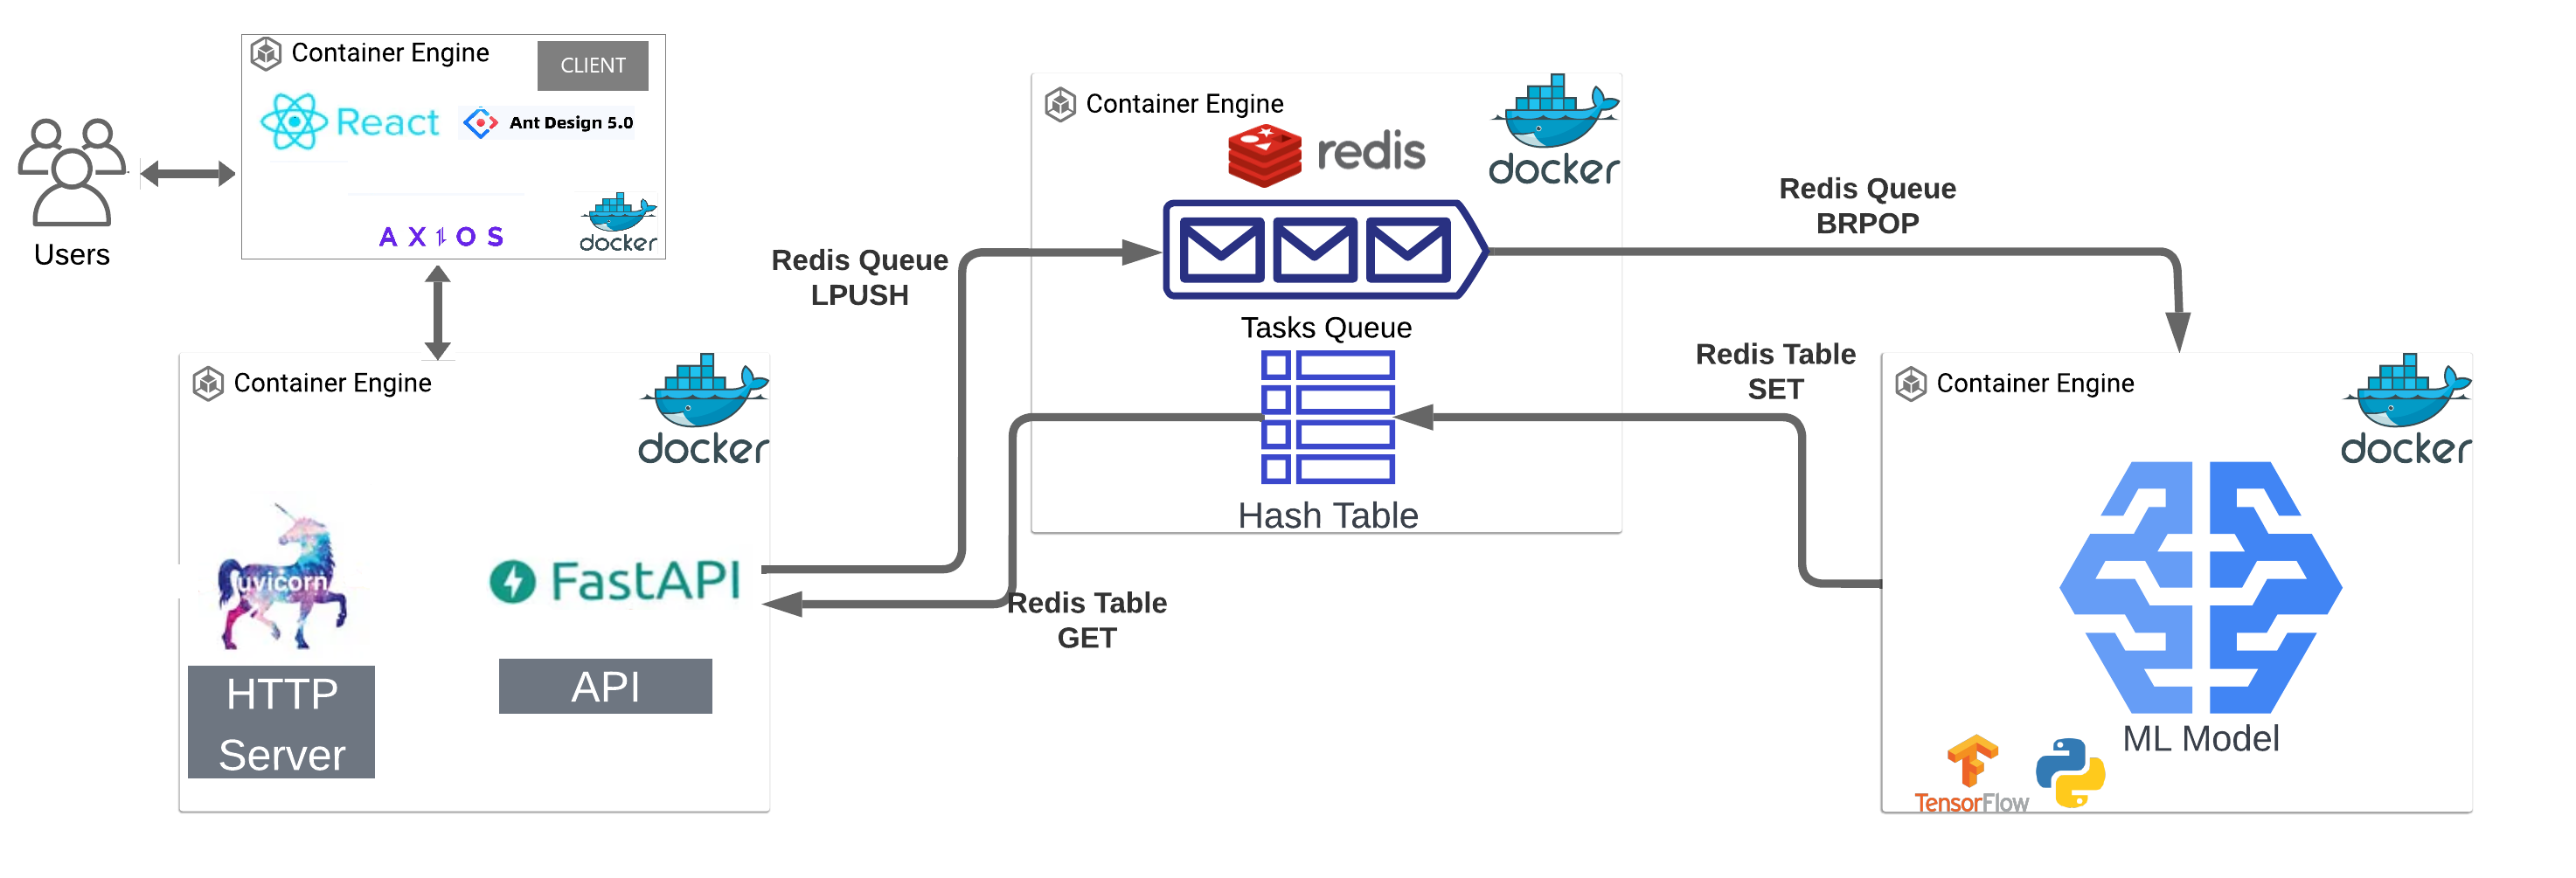 Container Engine
CLIENT
React
Ant Design 5.0
AXIOS
docker
Users
Container Engine
docker
uvicorn
HTTP
Server
FastAPI
API
Redis Queue
LPUSH
Container Engine
redis
docker
Tasks Queue
Hash Table
Redis Table
GET
Redis Queue
BRPOP
Redis Table
SET
Container Engine
docker
ML Model
TensorFlow